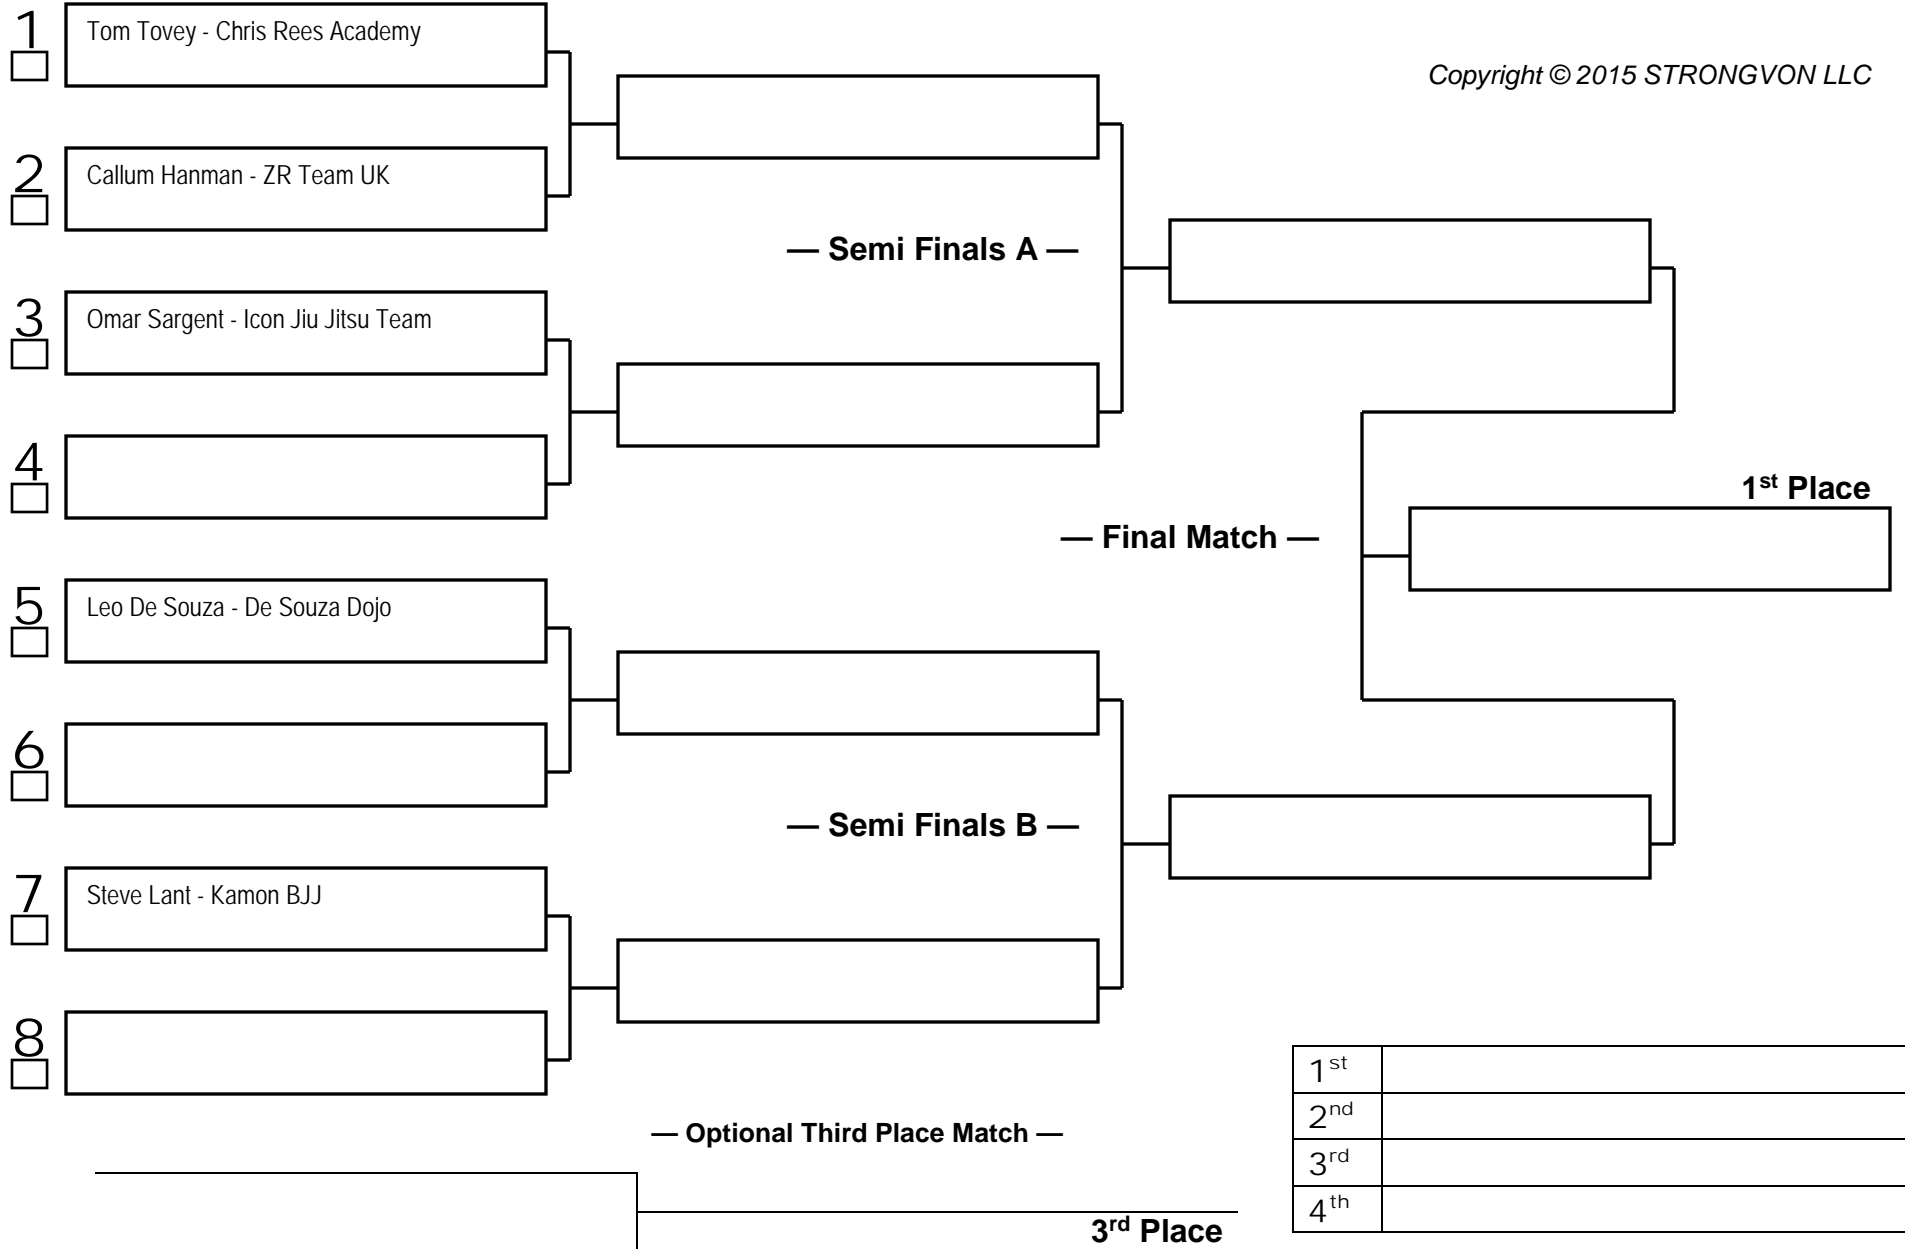 1
Tom Tovey - Chris Rees Academy
Copyright © 2015 STRONGVON LLC
2
Callum Hanman - ZR Team UK
— Semi Finals A —
3
Omar Sargent - Icon Jiu Jitsu Team
4
1st Place
— Final Match —
5
Leo De Souza - De Souza Dojo
6
— Semi Finals B —
7
Steve Lant - Kamon BJJ
8
— Optional Third Place Match —
3rd Place
1st
2nd
3rd
4th